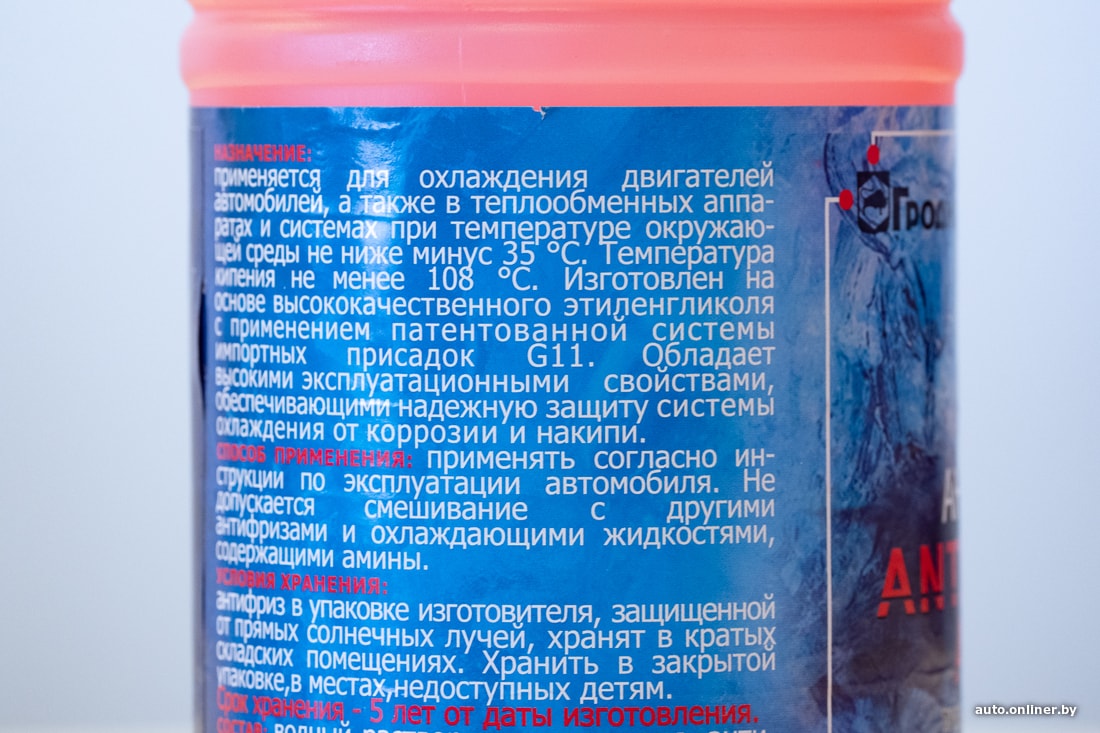 НАЗНАЧЕНИЕ:
применяется для охлаждения двигателей
автомобилей, а также в теплообменных аппа-
ратах и системах при температуре окружаю-
щей среды не ниже минус 35 °С. Температура
кипения не менее 108 °С. Изготовлен на
основе высококачественного этиленгликоля
с применением патентованной системы
импортных присадок G11. Обладает
высокими эксплуатационными свойствами,
обеспечивающими надежную защиту системы
охлаждения от коррозии и накипи.
СПОСОБ ПРИМЕНЕНИЯ: применять согласно ин-
струкции по эксплуатации автомобиля. Не
допускается смешивание с другими
антифризами и охлаждающими жидкостями,
содержащими амины.
УСЛОВИЯ ХРАНЕНИЯ:
антифриз в упаковке изготовителя, защищенной
от прямых солнечных лучей, хранят в кратых
складских помещениях. Хранить в закрытой
упаковке,в местах,недоступных детям.
Срок хранения - 5 лет от даты изготовления.
СОСТАВ: водный
Грод
ANT
auto.onliner.by